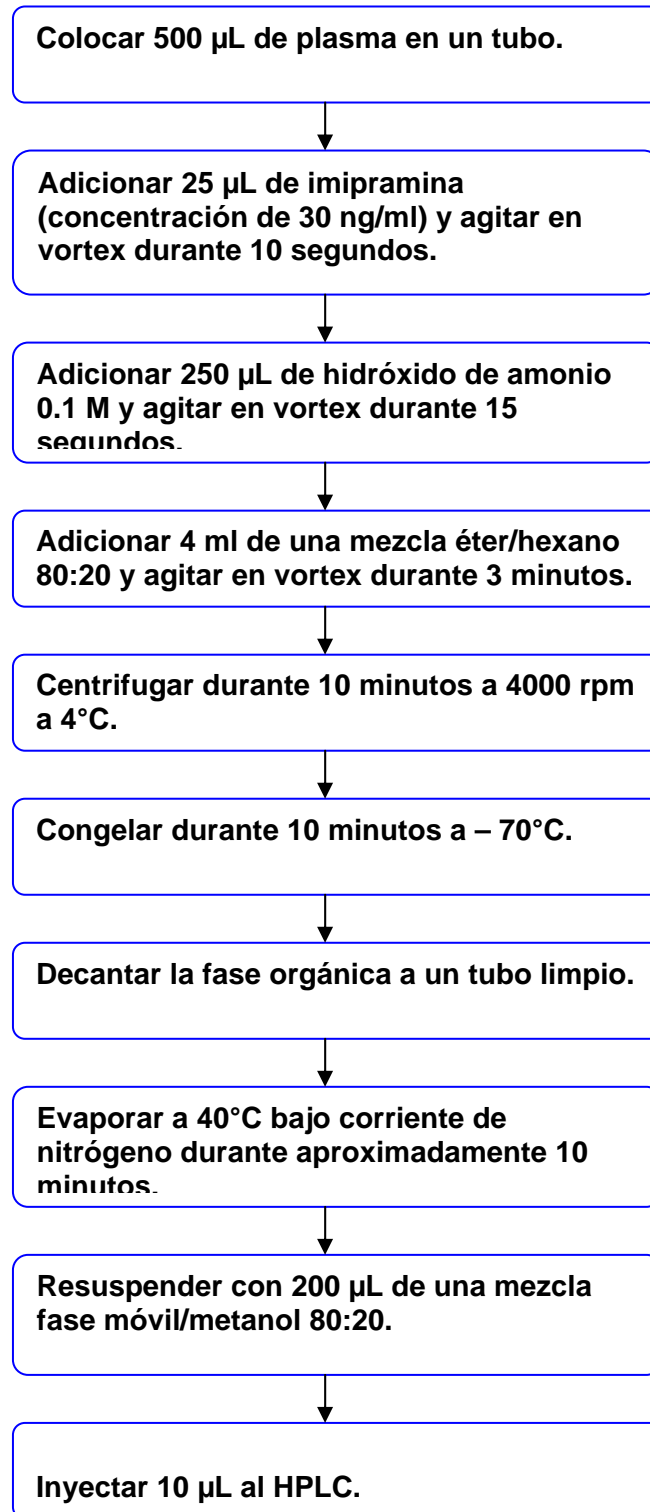 Colocar 500 µL de plasma en un tubo.
Adicionar 25 µL de imipramina
(concentración de 30 ng/ml) y agitar en
vortex durante 10 segundos.
Adicionar 250 µL de hidróxido de amonio
0.1 M y agitar en vortex durante 15
segundos.
Adicionar 4 ml de una mezcla éter/hexano
80:20 y agitar en vortex durante 3 minutos.
Centrifugar durante 10 minutos a 4000 rpm
a 4°C.
Congelar durante 10 minutos a – 70°C.
Decantar la fase orgánica a un tubo limpio.
Evaporar a 40°C bajo corriente de
nitrógeno durante aproximadamente 10
minutos.
Resuspender con 200 µL de una mezcla
fase móvil/metanol 80:20.
Inyectar 10 µL al HPLC.